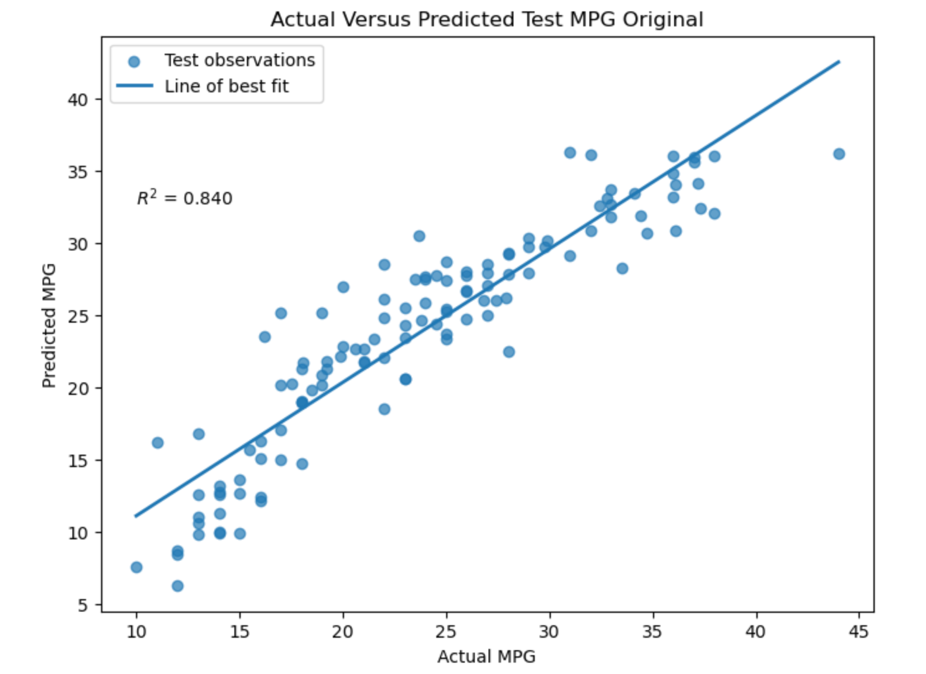 Actual Versus Predicted Test MPG Original
Test observations
Line of best fit
R² = 0.840
Predicted MPG
40
35
30
25
20
15
10
5
10 15 20 25 30 35 40 45
Actual MPG